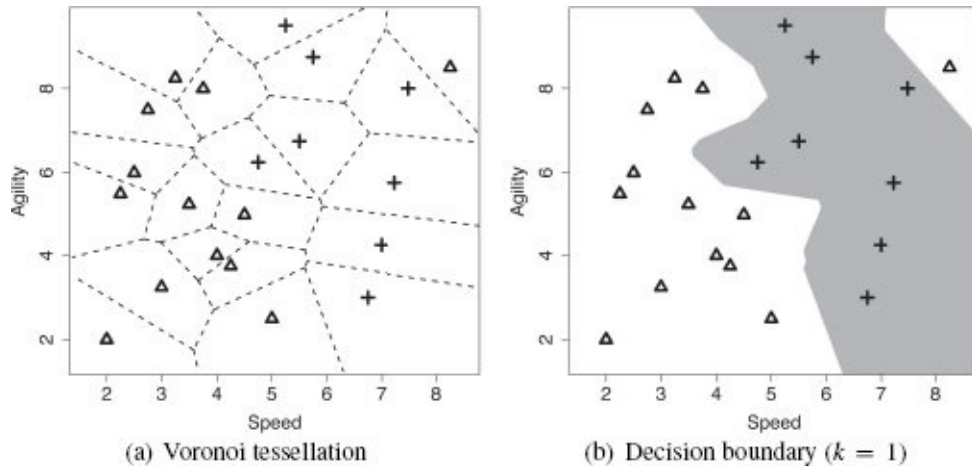 8
6
4
2
Agility
2 3 4 5 6 7 8
Speed
(a) Voronoi tessellation
8
6
4
2
Agility
2 3 4 5 6 7 8
Speed
(b) Decision boundary (k = 1)